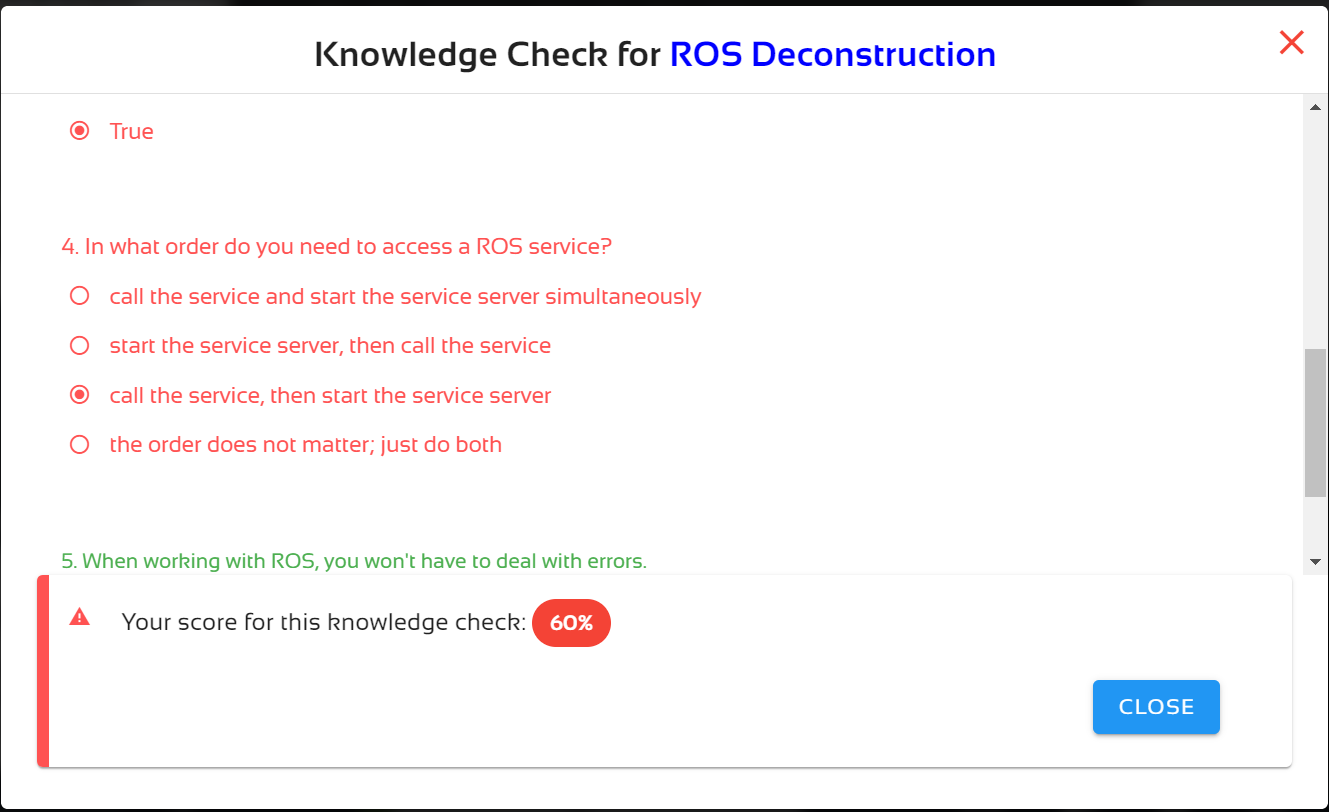 Knowledge Check for ROS Deconstruction
True
4. In what order do you need to access a ROS service?
call the service and start the service server simultaneously
start the service server, then call the service
call the service, then start the service server
the order does not matter; just do both
5. When working with ROS, you won't have to deal with errors.
Your score for this knowledge check: 60%
CLOSE